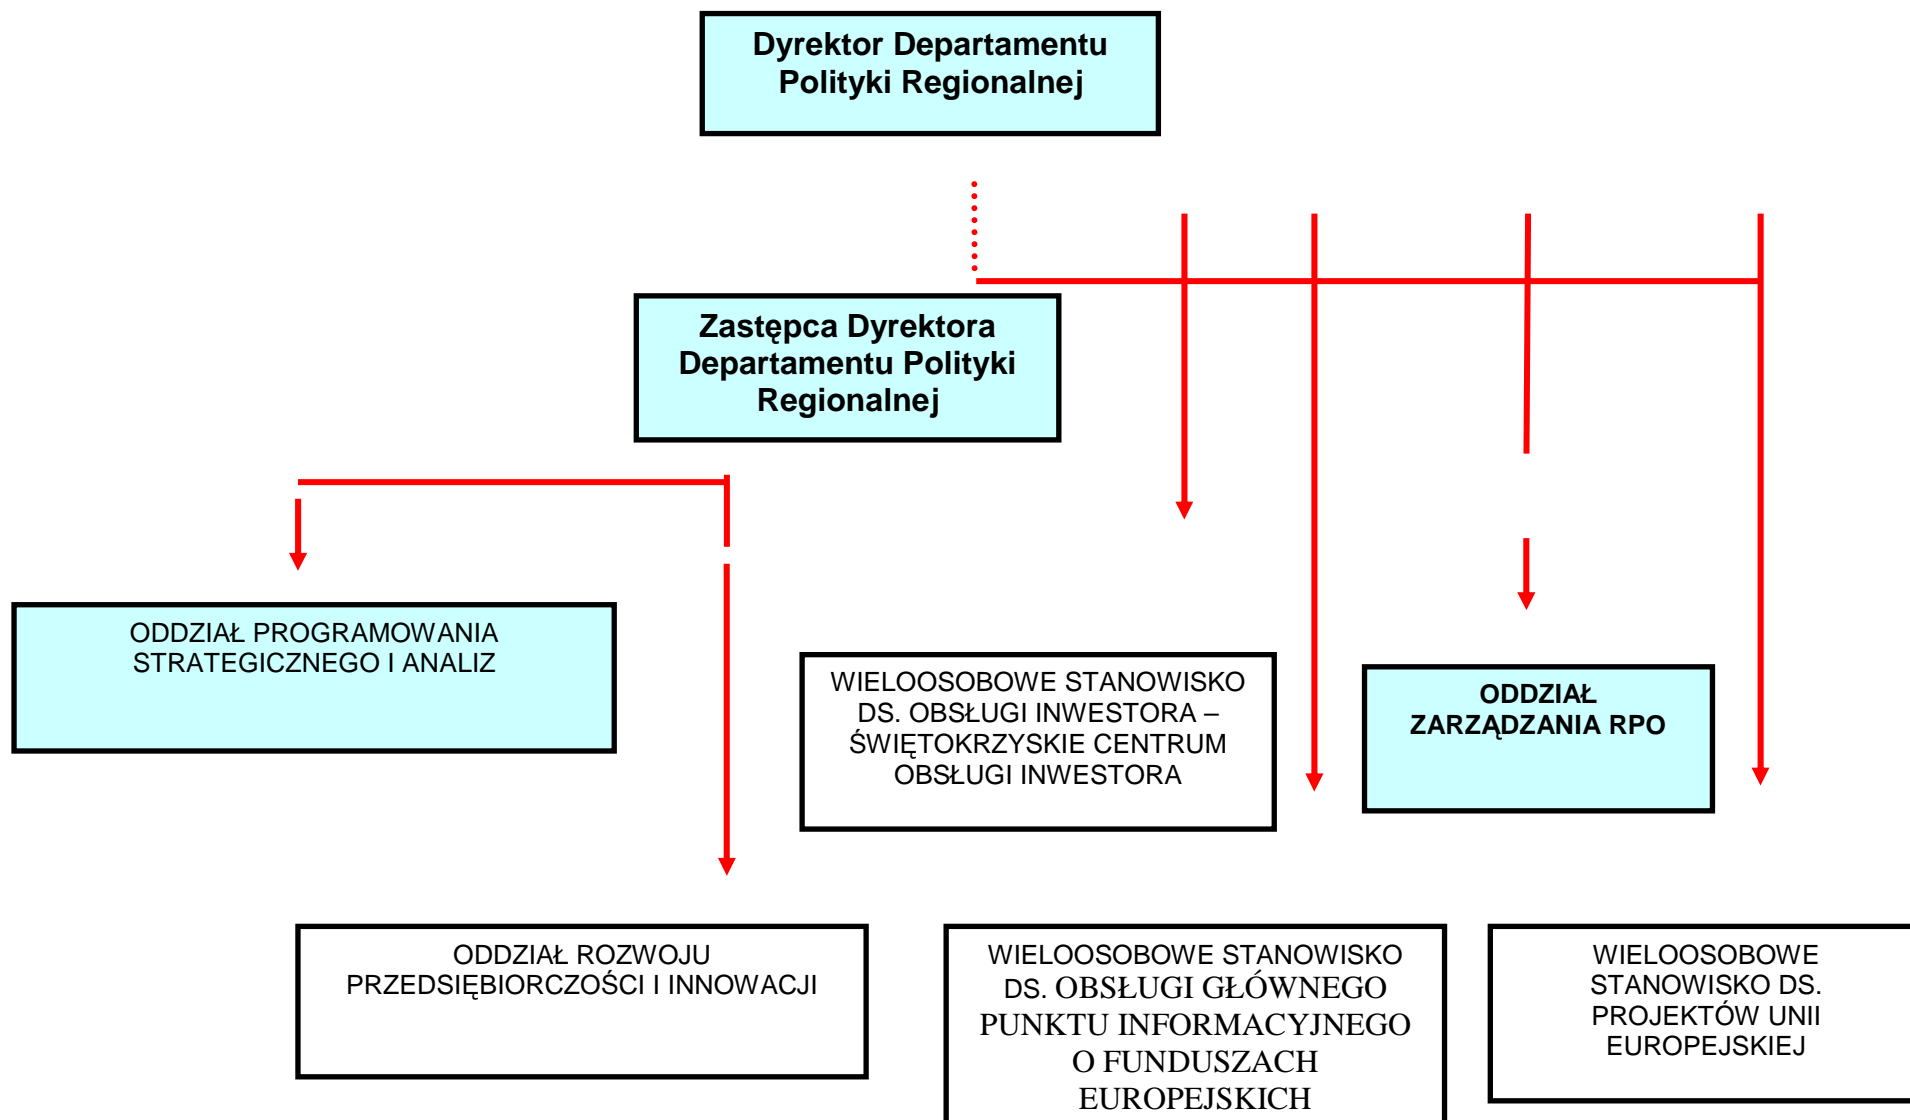 Dyrektor Departamentu
Polityki Regionalnej
Zastępca Dyrektora
Departamentu Polityki
Regionalnej
ODDZIAŁ PROGRAMOWANIA
STRATEGICZNEGO I ANALIZ
WIELOOSOBOWE STANOWISKO
DS. OBSŁUGI INWESTORA –
ŚWIĘTOKRZYSKIE CENTRUM
OBSŁUGI INWESTORA
ODDZIAŁ
ZARZĄDZANIA RPO
ODDZIAŁ ROZWOJU
PRZEDSIĘBIORCZOŚCI I INNOWACJI
WIELOOSOBOWE STANOWISKO
DS. OBSŁUGI GŁÓWNEGO
PUNKTU INFORMACYJNEGO
O FUNDUSZACH
EUROPEJSKICH
WIELOOSOBOWE
STANOWISKO DS.
PROJEKTÓW UNII
EUROPEJSKIEJ